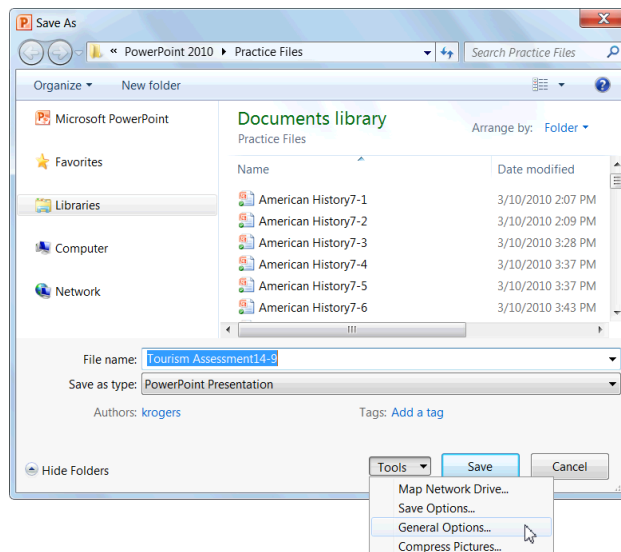 Save As
« PowerPoint 2010 ▸ Practice Files
Search Practice Files
Organize ▾ New folder
Microsoft PowerPoint
Favorites
Libraries
Computer
Network
Documents library
Practice Files
Arrange by: Folder ▾
Name Date modified
American History7-1 3/10/2010 2:07 PM
American History7-2 3/10/2010 2:09 PM
American History7-3 3/10/2010 3:28 PM
American History7-4 3/10/2010 3:37 PM
American History7-5 3/10/2010 3:37 PM
American History7-6 3/10/2010 3:43 PM
File name: Tourism Assessment14-9
Save as type: PowerPoint Presentation
Authors: krogers Tags: Add a tag
Hide Folders
Tools ▾ Save Cancel
Map Network Drive...
Save Options...
General Options...
Compress Pictures...